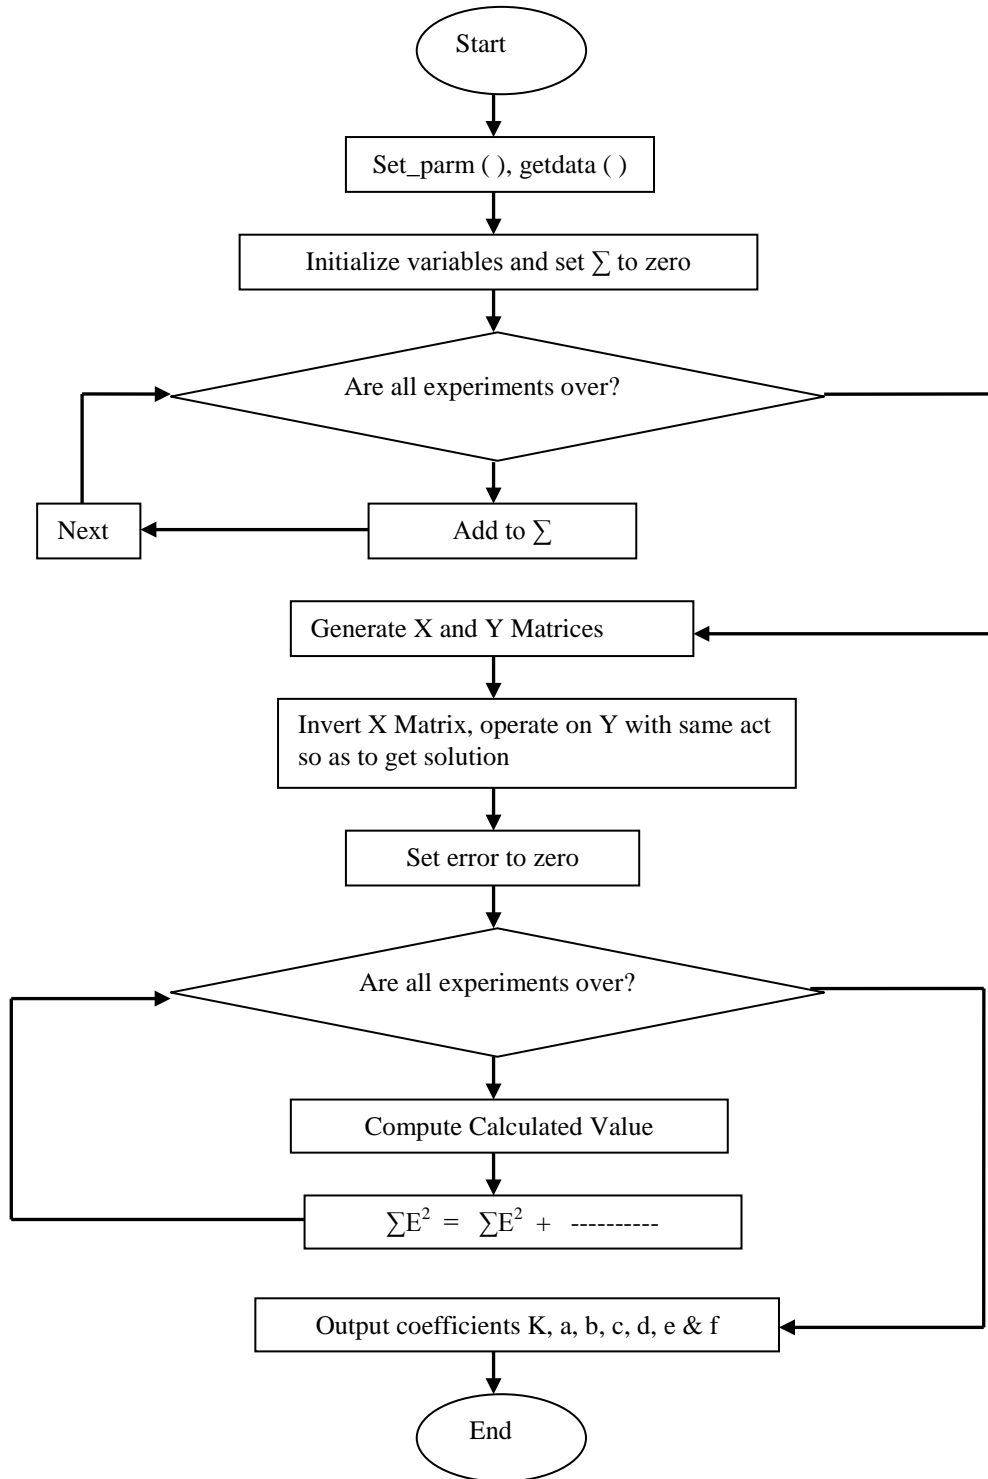 Start
Set_parm ( ), getdata ( )
Initialize variables and set ∑ to zero
Are all experiments over?
Next
Add to ∑
Generate X and Y Matrices
Invert X Matrix, operate on Y with same act
so as to get solution
Set error to zero
Are all experiments over?
Compute Calculated Value
∑E² = ∑E² + ----------
Output coefficients K, a, b, c, d, e & f
End